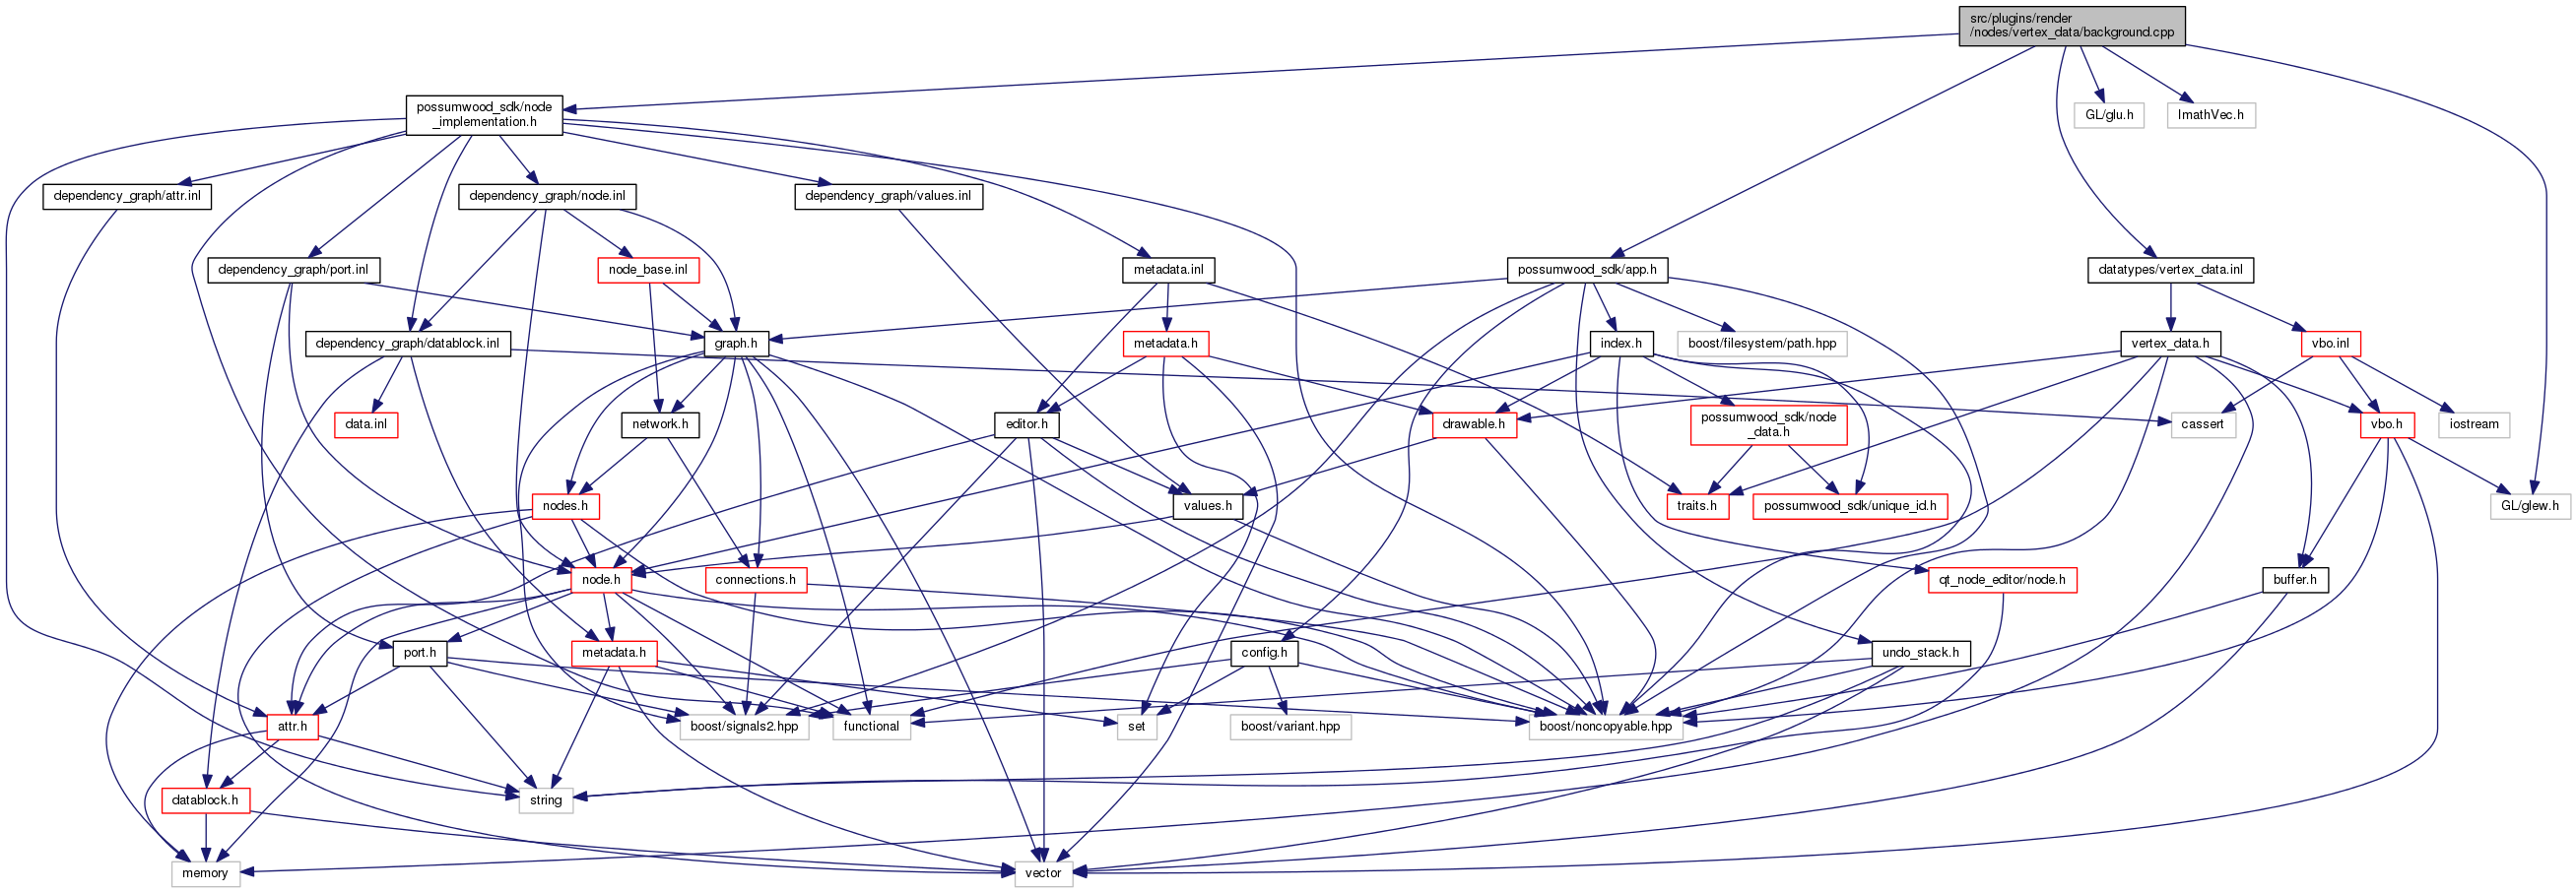 src/plugins/render
/nodes/vertex_data/background.cpp
possumwood_sdk/node
_implementation.h
GL/glu.h
ImathVec.h
dependency_graph/attr.inl
dependency_graph/node.inl
dependency_graph/values.inl
dependency_graph/port.inl
node_base.inl
metadata.inl
possumwood_sdk/app.h
datatypes/vertex_data.inl
dependency_graph/datablock.inl
graph.h
metadata.h
index.h
boost/filesystem/path.hpp
vertex_data.h
vbo.inl
data.inl
network.h
editor.h
drawable.h
possumwood_sdk/node
_data.h
cassert
vbo.h
iostream
nodes.h
values.h
traits.h
possumwood_sdk/unique_id.h
GL/glew.h
node.h
connections.h
qt_node_editor/node.h
buffer.h
port.h
metadata.h
config.h
undo_stack.h
attr.h
boost/signals2.hpp
functional
set
boost/variant.hpp
boost/noncopyable.hpp
datablock.h
string
memory
vector